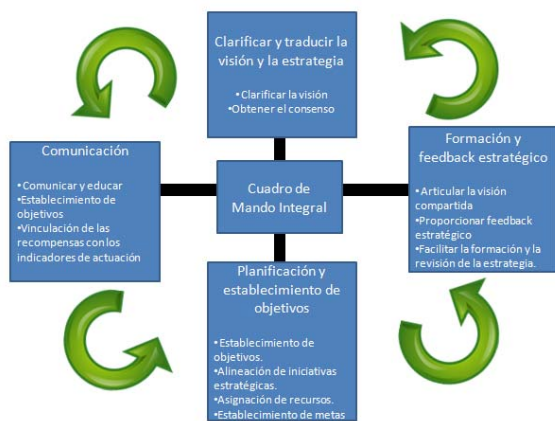 Clarificar y traducir la
visión y la estrategia
• Clarificar la visión
• Obtener el consenso
Comunicación
• Comunicar y educar
• Establecimiento de
objetivos
• Vinculación de las
recompensas con los
indicadores de actuación
Cuadro de
Mando Integral
Formación y
feedback estratégico
• Articular la visión
compartida
• Proporcionar feedback
estratégico
• Facilitar la formación y la
revisión de la estrategia.
Planificación y
establecimiento de
objetivos
• Establecimiento de
objetivos.
• Alineación de iniciativas
estratégicas.
• Asignación de recursos.
• Establecimiento de metas